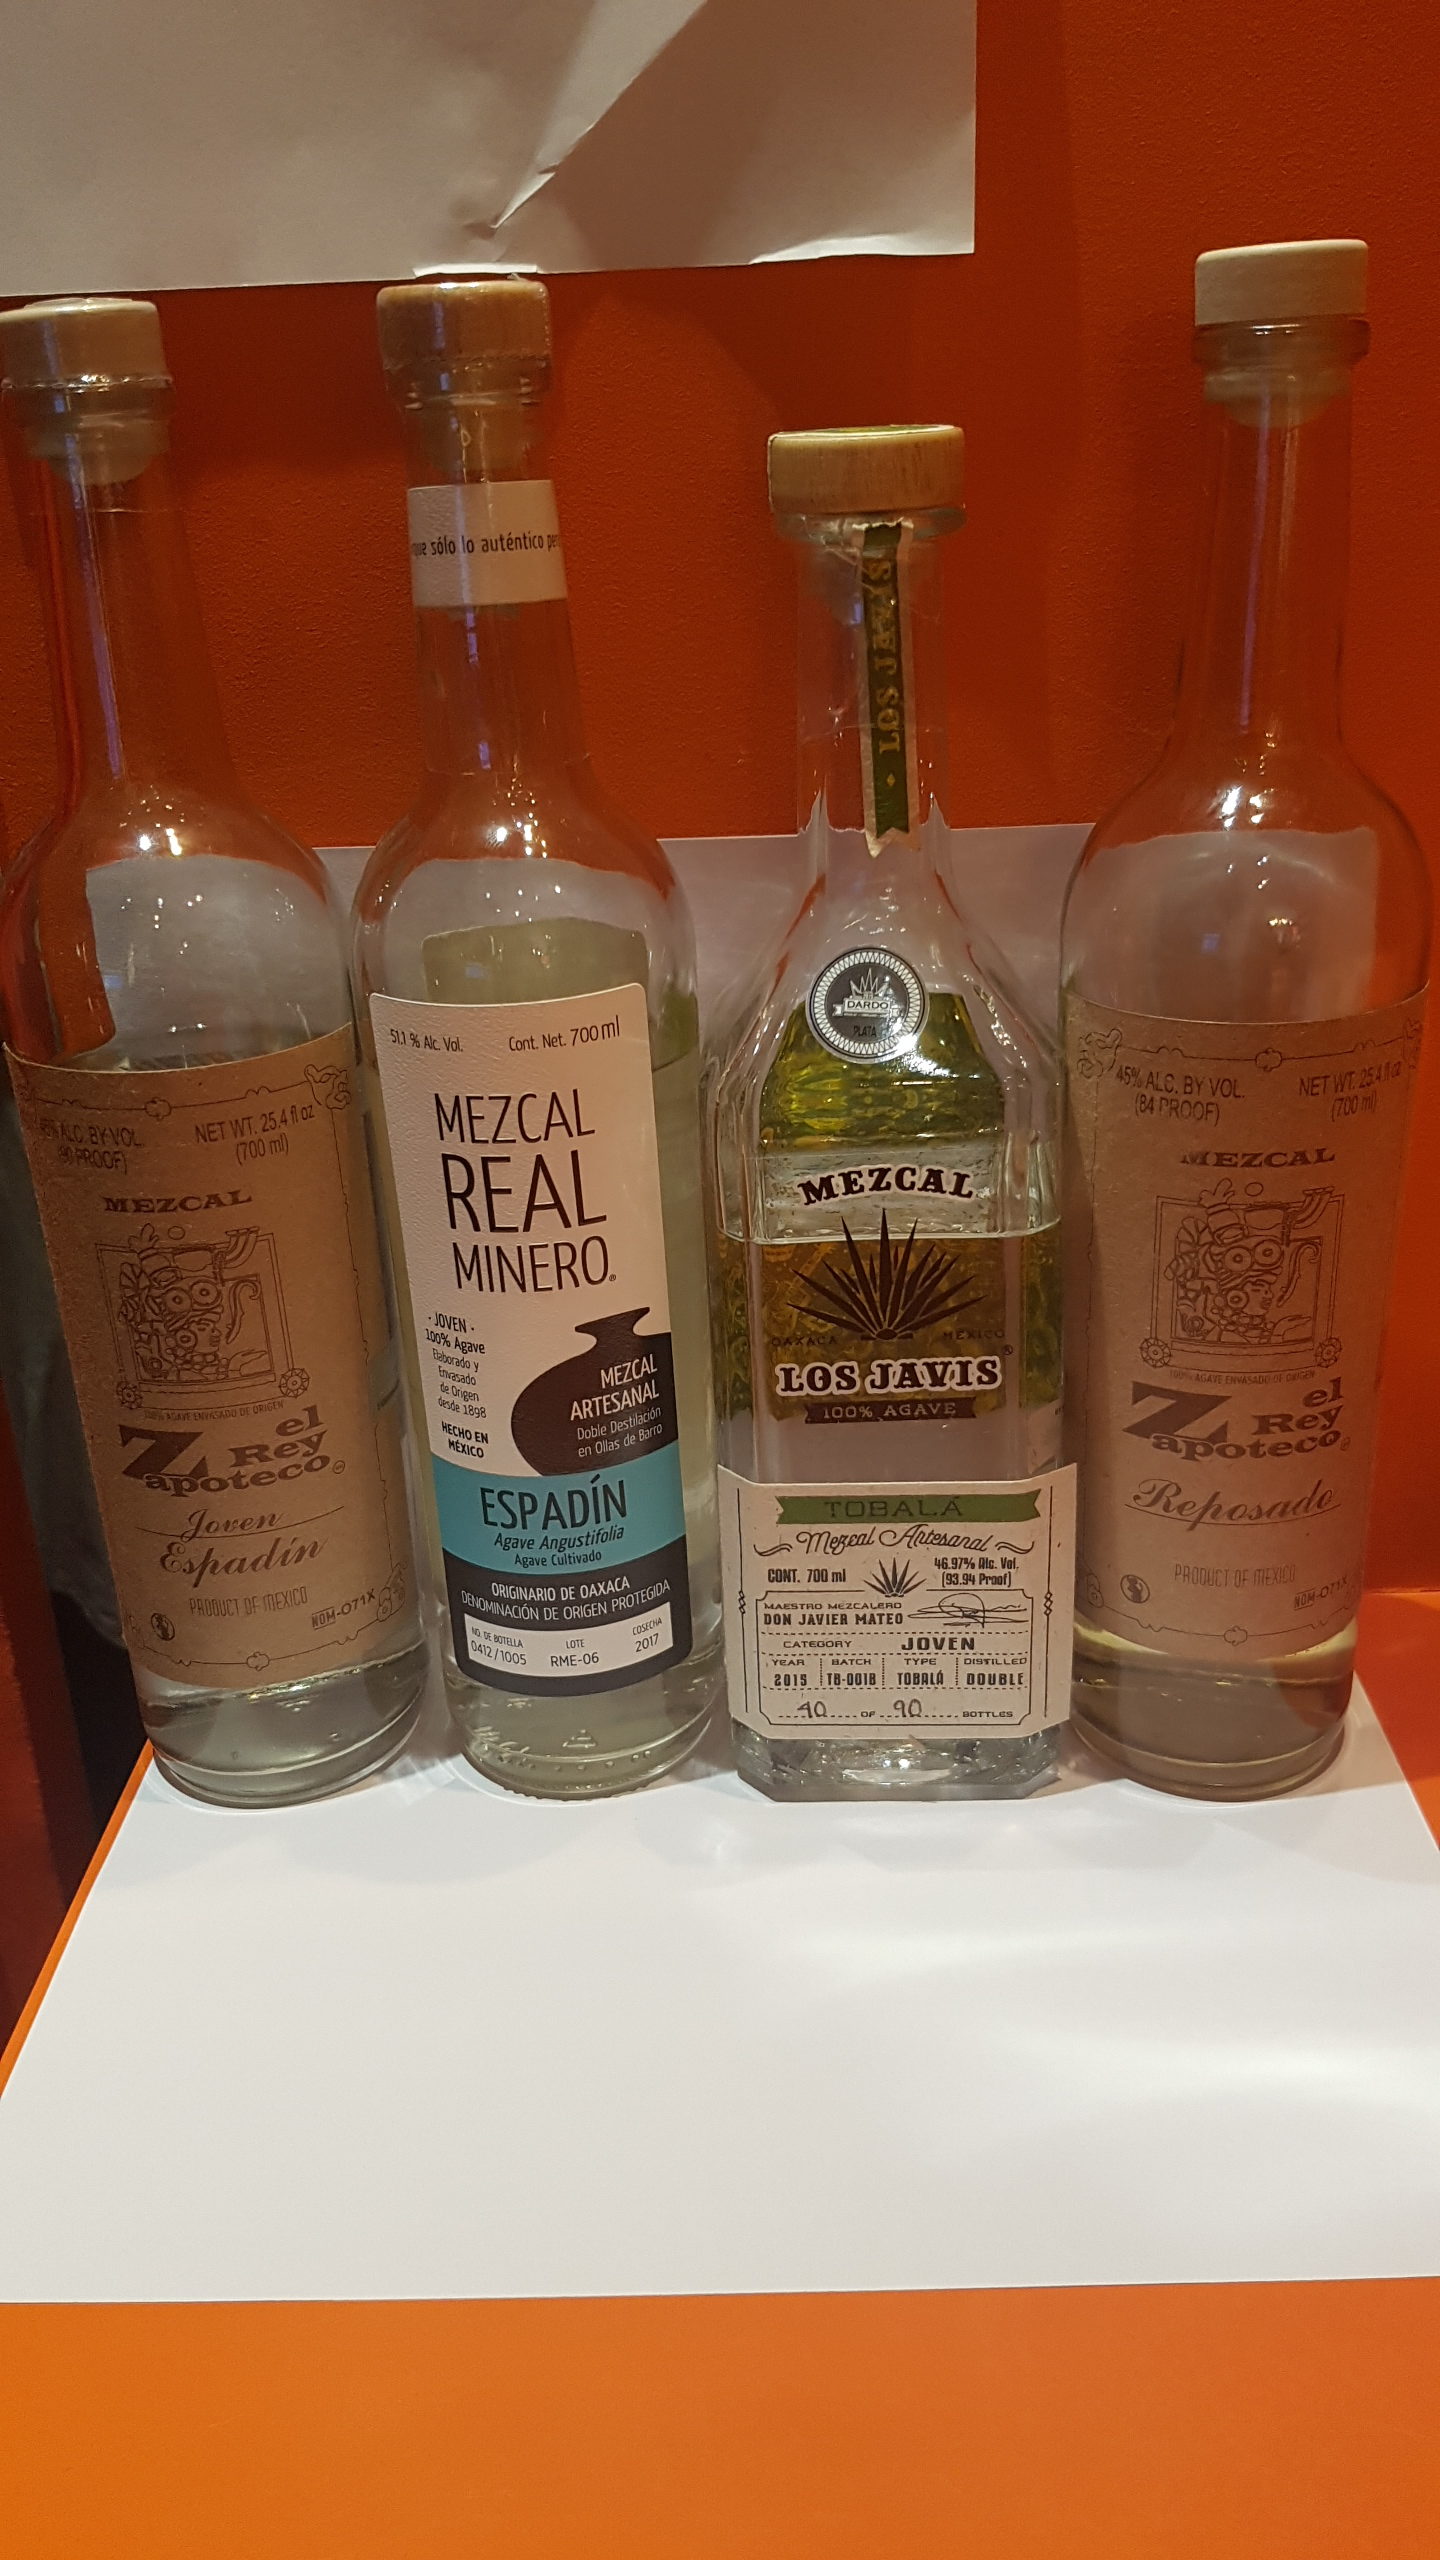 45% ALC. BY VOL.
(90 PROOF)
NET WT. 25.4 fl oz
(700 ml)
MEZCAL
100% AGAVE ENVASADO DE ORIGEN
el
Rey
Zapoteco
Joven
Espadín
PRODUCT OF MEXICO
NOM-O71X
que sólo lo auténtico
51.1 % Alc. Vol.
Cont. Net. 700 ml
MEZCAL
REAL
MINERO®
· JOVEN ·
100% Agave
Elaborado y
Envasado
de Origen
desde 1898
HECHO EN
MÉXICO
MEZCAL
ARTESANAL
Doble Destilación
en Ollas de Barro
ESPADÍN
Agave Angustifolia
Agave Cultivado
ORIGINARIO DE OAXACA
DENOMINACIÓN DE ORIGEN PROTEGIDA
NO. DE BOTELLA
0412/1005
LOTE
RME-06
COSECHA
2017
LOS JAVIS
DARDO
PLATA
MEZCAL
OAXACA MÉXICO
LOS JAVIS®
100% AGAVE
TOBALÁ
Mezcal Artesanal
CONT. 700 ml
46.97% Alc. Vol.
(93.94 Proof)
MAESTRO MEZCALERO
DON JAVIER MATEO
CATEGORY JOVEN
YEAR BATCH TYPE DISTILLED
2015 TB-001B TOBALÁ DOUBLE
90 OF 90 BOTTLES
45% ALC. BY VOL.
(84 PROOF)
NET WT. 25.4 fl oz
(700 ml)
MEZCAL
100% AGAVE ENVASADO DE ORIGEN
el
Rey
Zapoteco
Reposado
PRODUCT OF MEXICO
NOM-O71X